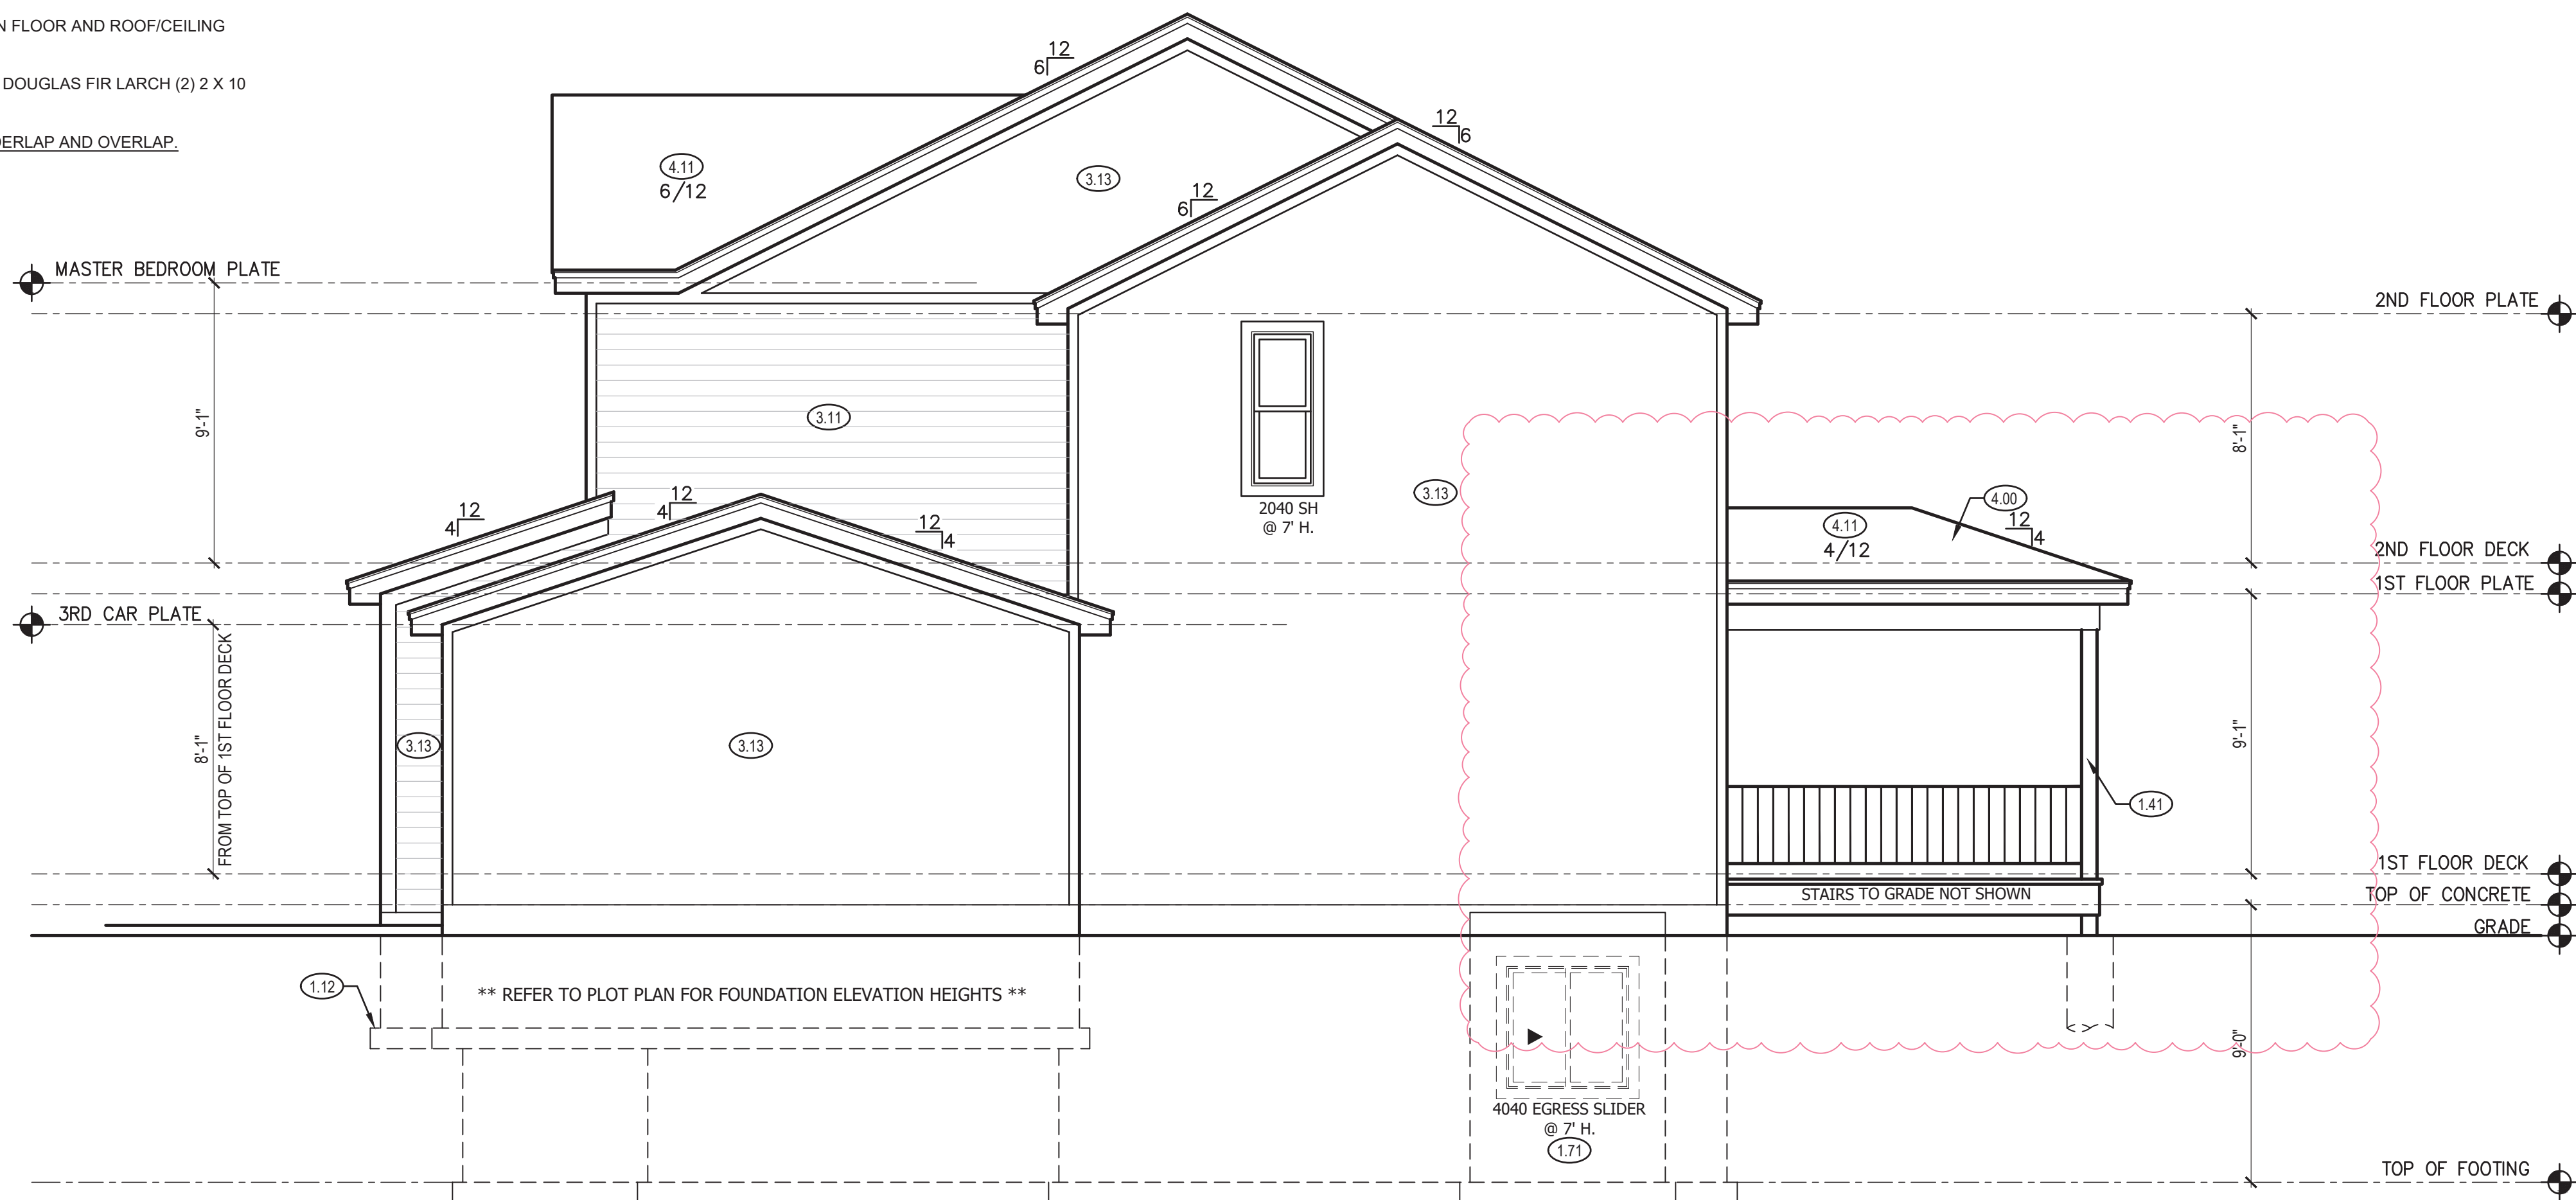 N FLOOR AND ROOF/CEILING
DOUGLAS FIR LARCH (2) 2 X 10
DERLAP AND OVERLAP.
12
6
12
6
4.11
6/12
3.13
12
6
MASTER BEDROOM PLATE
2ND FLOOR PLATE
9'-1"
3.11
8'-1"
3.13
2040 SH
@ 7' H.
12
4
12
4
12
4
4.00
4.11
4/12
12
4
2ND FLOOR DECK
1ST FLOOR PLATE
3RD CAR PLATE
8'-1"
FROM TOP OF 1ST FLOOR DECK
3.13
3.13
9'-1"
1.41
1ST FLOOR DECK
STAIRS TO GRADE NOT SHOWN
TOP OF CONCRETE
GRADE
1.12
** REFER TO PLOT PLAN FOR FOUNDATION ELEVATION HEIGHTS **
9'-0"
4040 EGRESS SLIDER
@ 7' H.
1.71
TOP OF FOOTING